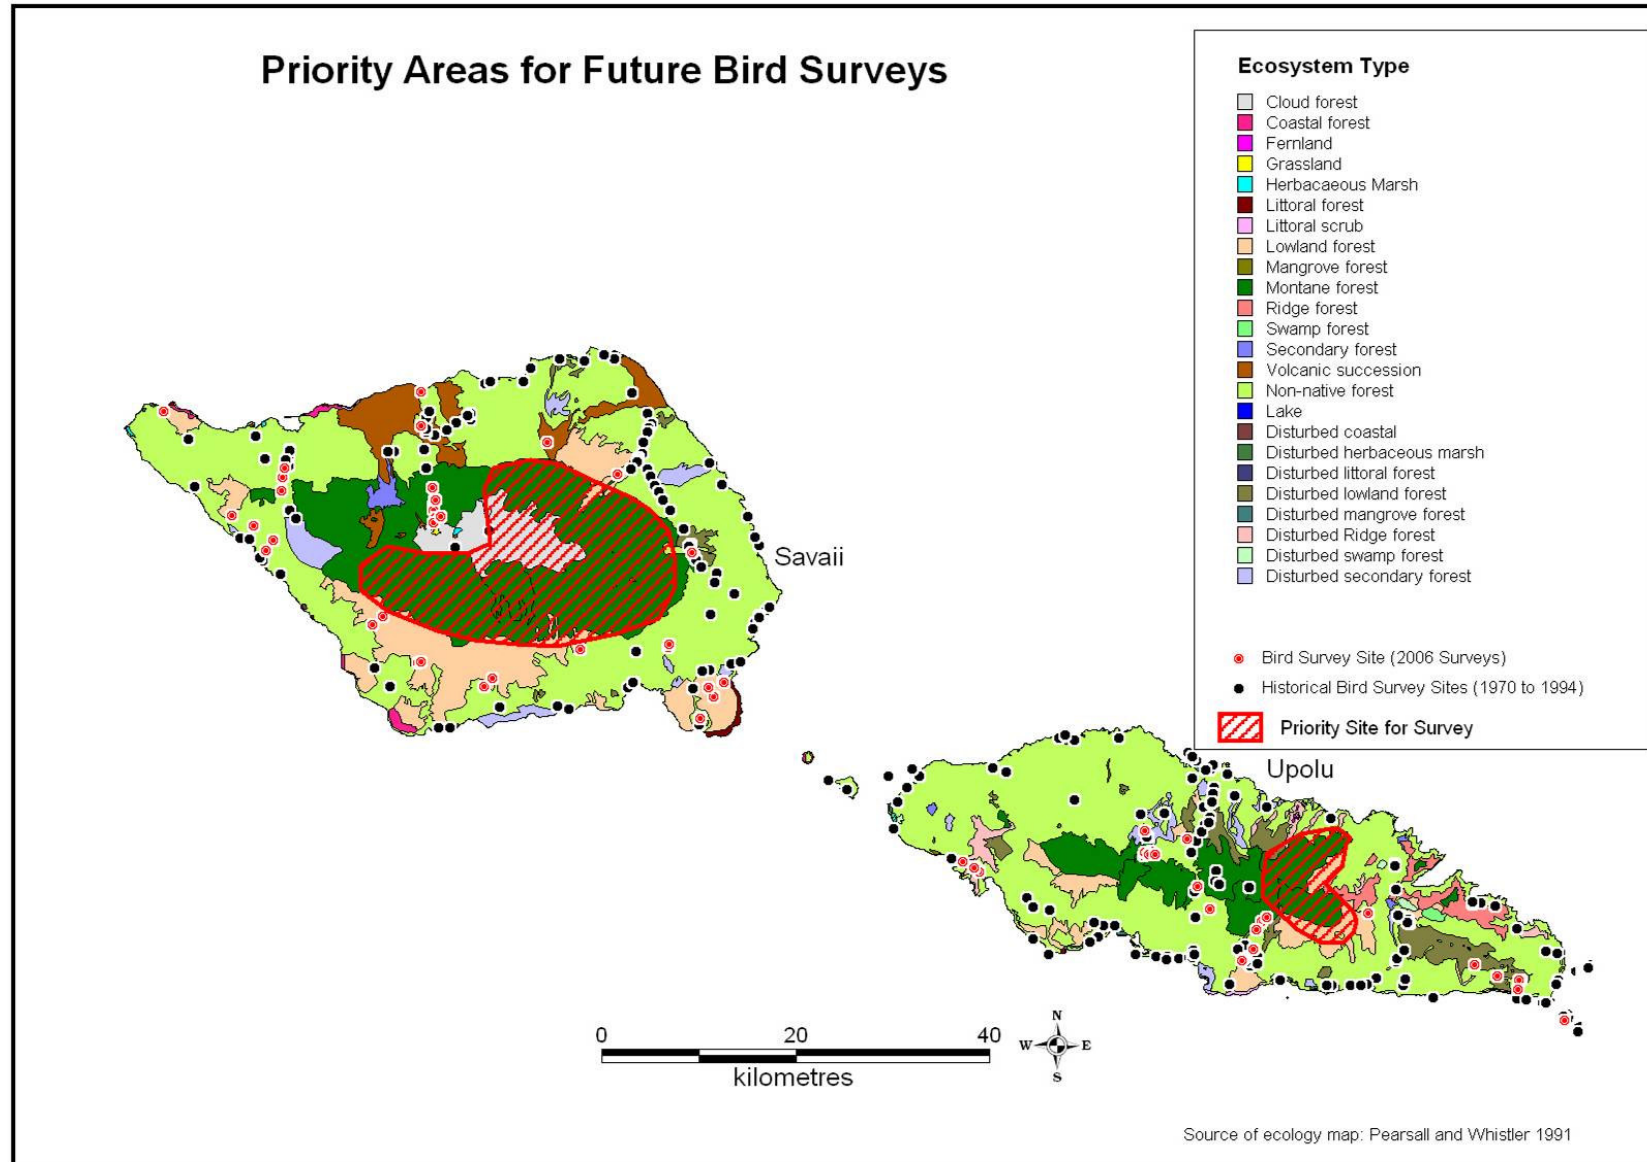 Priority Areas for Future Bird Surveys
Ecosystem Type
Cloud forest
Coastal forest
Fernland
Grassland
Herbacaeous Marsh
Littoral forest
Littoral scrub
Lowland forest
Mangrove forest
Montane forest
Ridge forest
Swamp forest
Secondary forest
Volcanic succession
Non-native forest
Lake
Disturbed coastal
Disturbed herbaceous marsh
Disturbed littoral forest
Disturbed lowland forest
Disturbed mangrove forest
Disturbed Ridge forest
Disturbed swamp forest
Disturbed secondary forest
Bird Survey Site (2006 Surveys)
Historical Bird Survey Sites (1970 to 1994)
Priority Site for Survey
Savaii
Upolu
0 20 40
kilometres
N
W E
S
Source of ecology map: Pearsall and Whistler 1991